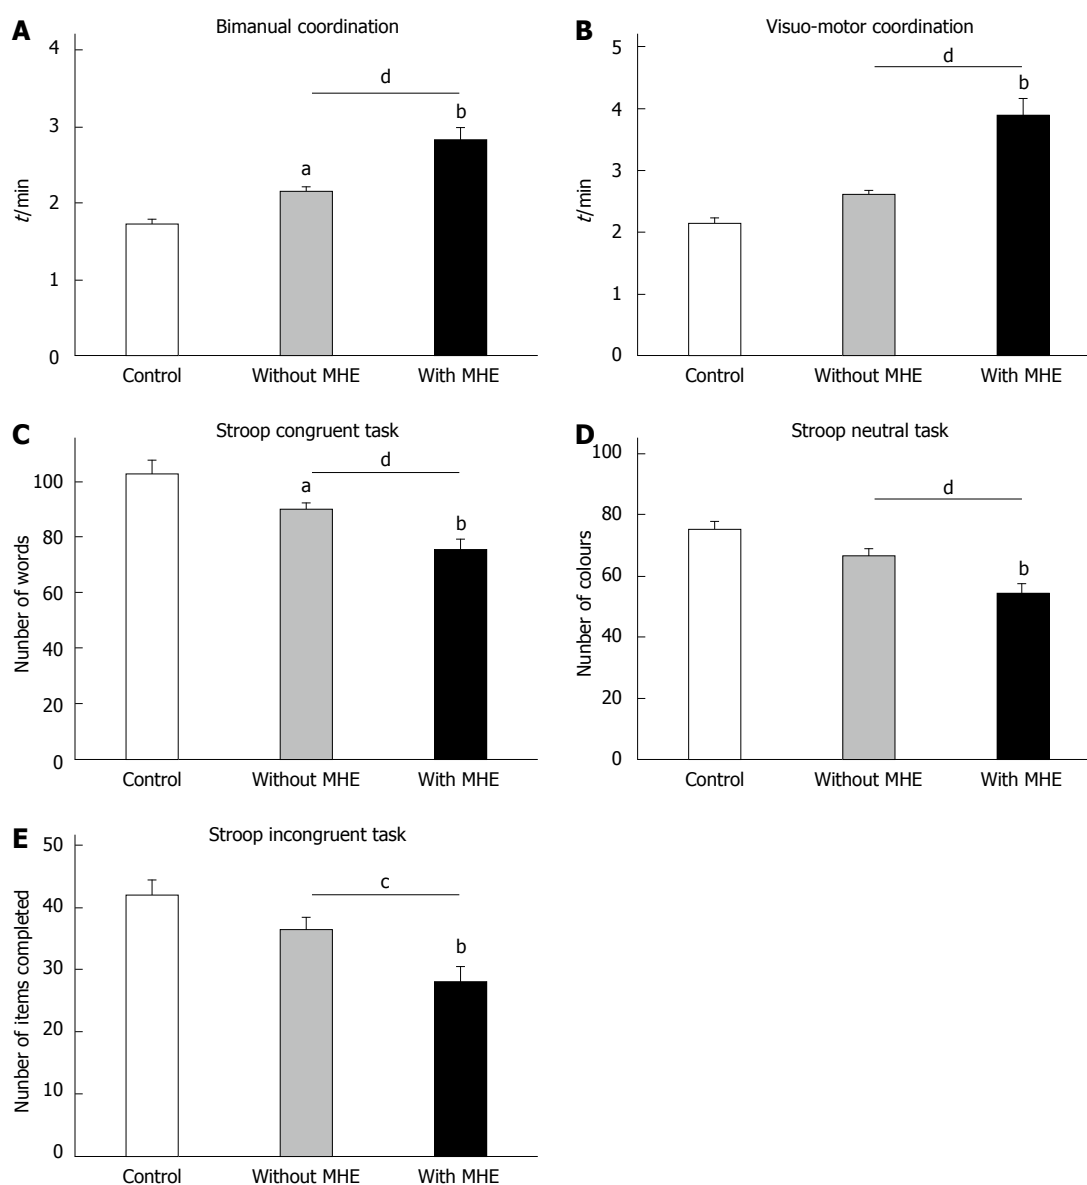 A
Bimanual coordination
4
3
2
1
0
t/min
a
b
d
Control
Without MHE
With MHE
B
Visuo-motor coordination
5
4
3
2
1
0
t/min
b
d
Control
Without MHE
With MHE
C
Stroop congruent task
100
80
60
40
20
0
Nunber of words
a
b
d
Control
Without MHE
With MHE
D
Stroop neutral task
100
80
60
40
20
0
Nunber of colours
b
d
Control
Without MHE
With MHE
E
Stroop incongruent task
50
40
30
20
10
0
Nunber of items completed
b
c
Control
Without MHE
With MHE